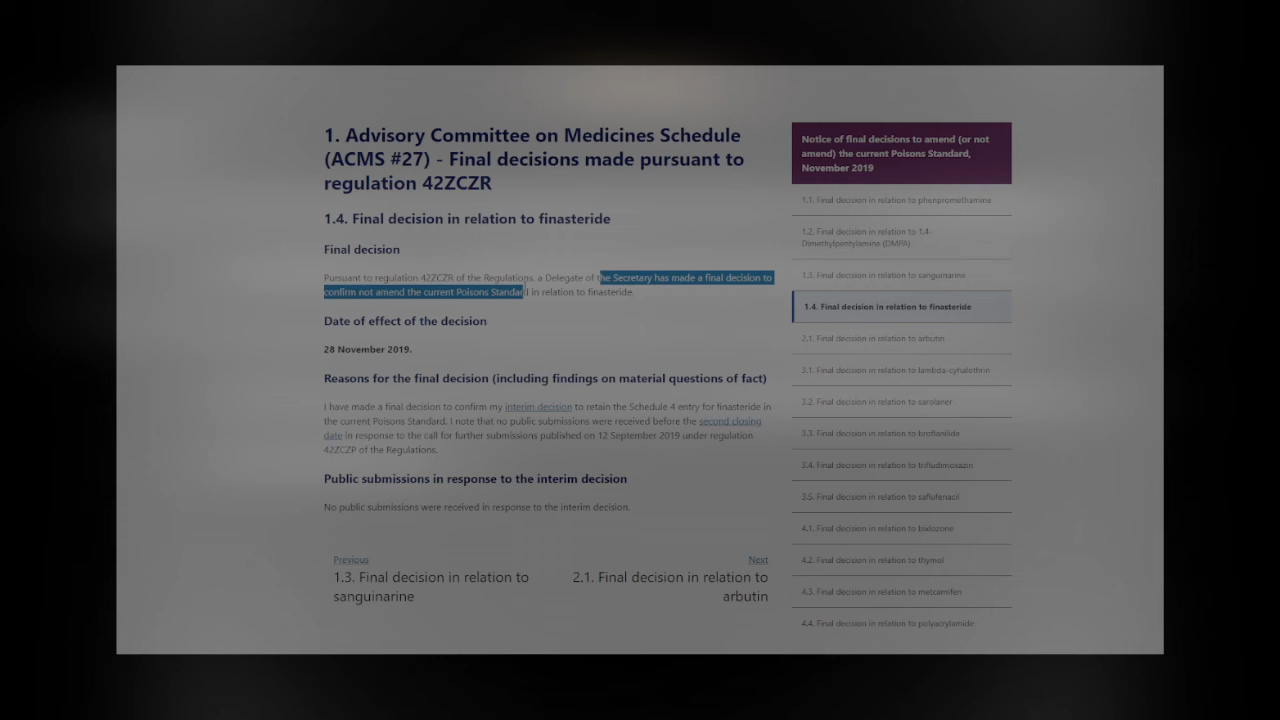 1. Advisory Committee on Medicines Schedule
(ACMS #27) - Final decisions made pursuant to
regulation 42ZCZR
1.4. Final decision in relation to finasteride
Final decision
Pursuant to regulation 42ZCZR of the Regulations, a Delegate of the Secretary has made a final decision to
confirm not amend the current Poisons Standard in relation to finasteride.
Date of effect of the decision
28 November 2019.
Reasons for the final decision (including findings on material questions of fact)
I have made a final decision to confirm my interim decision to retain the Schedule 4 entry for finasteride in
the current Poisons Standard. I note that no public submissions were received before the second closing
date in response to the call for further submissions published on 12 September 2019 under regulation
42ZCZP of the Regulations.
Public submissions in response to the interim decision
No public submissions were received in response to the interim decision.
Previous
1.3. Final decision in relation to
sanguinarine
Next
2.1. Final decision in relation to
arbutin
Notice of final decisions to amend (or not
amend) the current Poisons Standard,
November 2019
1.1. Final decision in relation to phenpromethamine
1.2. Final decision in relation to 1,4-
Dimethylpentylamine (DMPA)
1.3. Final decision in relation to sanguinarine
1.4. Final decision in relation to finasteride
2.1. Final decision in relation to arbutin
3.1. Final decision in relation to lambda-cyhalothrin
3.2. Final decision in relation to sarolaner
3.3. Final decision in relation to broflanilide
3.4. Final decision in relation to trifludimoxazin
3.5. Final decision in relation to saflufenacil
4.1. Final decision in relation to bixlozone
4.2. Final decision in relation to thymol
4.3. Final decision in relation to metcamifen
4.4. Final decision in relation to polyacrylamide